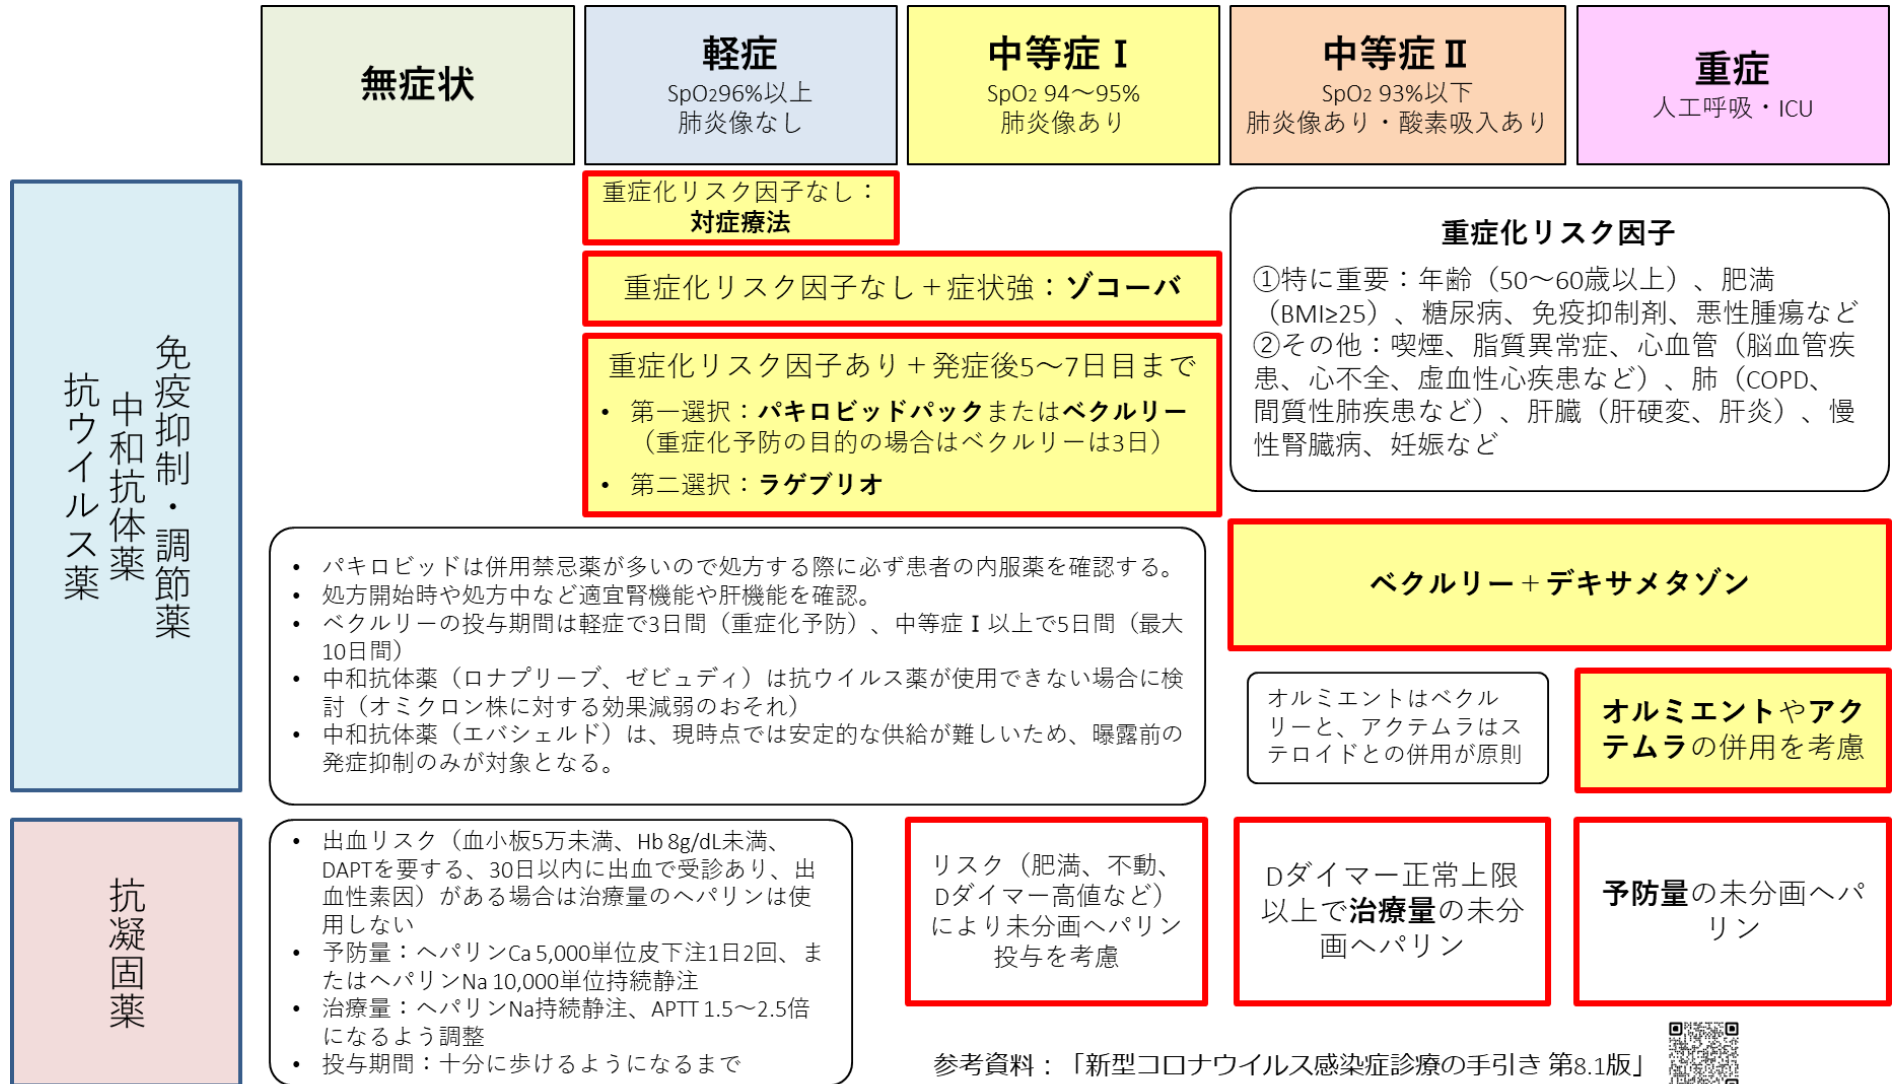 無症状
軽症
SpO₂96%以上
肺炎像なし
中等症Ⅰ
SpO₂ 94～95%
肺炎像あり
中等症Ⅱ
SpO₂ 93%以下
肺炎像あり・酸素吸入あり
重症
人工呼吸・ICU
免疫抑制・調節薬
中和抗体薬
抗ウイルス薬
重症化リスク因子なし：
対症療法
重症化リスク因子なし＋症状強：ゾコーバ
重症化リスク因子あり＋発症後5～7日目まで
• 第一選択：パキロビッドパックまたはベクルリー
（重症化予防の目的の場合はベクルリーは3日）
• 第二選択：ラゲブリオ
重症化リスク因子
①特に重要：年齢（50～60歳以上）、肥満
（BMI≥25）、糖尿病、免疫抑制剤、悪性腫瘍など
②その他：喫煙、脂質異常症、心血管（脳血管疾
患、心不全、虚血性心疾患など）、肺（COPD、
間質性肺疾患など）、肝臓（肝硬変、肝炎）、慢
性腎臓病、妊娠など
• パキロビッドは併用禁忌薬が多いので処方する際に必ず患者の内服薬を確認する。
• 処方開始時や処方中など適宜腎機能や肝機能を確認。
• ベクルリーの投与期間は軽症で3日間（重症化予防）、中等症Ⅰ以上で5日間（最大
10日間）
• 中和抗体薬（ロナプリーブ、ゼビュディ）は抗ウイルス薬が使用できない場合に検
討（オミクロン株に対する効果減弱のおそれ）
• 中和抗体薬（エバシェルド）は、現時点では安定的な供給が難しいため、曝露前の
発症抑制のみが対象となる。
ベクルリー＋デキサメタゾン
オルミエントはベクル
リーと、アクテムラはス
テロイドとの併用が原則
オルミエントやアク
テムラの併用を考慮
抗凝固薬
• 出血リスク（血小板5万未満、Hb 8g/dL未満、
DAPTを要する、30日以内に出血で受診あり、出
血性素因）がある場合は治療量のヘパリンは使
用しない
• 予防量：ヘパリンCa 5,000単位皮下注1日2回、ま
たはヘパリンNa 10,000単位持続静注
• 治療量：ヘパリンNa持続静注、APTT 1.5～2.5倍
になるよう調整
• 投与期間：十分に歩けるようになるまで
リスク（肥満、不動、
Dダイマー高値など）
により未分画ヘパリン
投与を考慮
Dダイマー正常上限
以上で治療量の未分
画ヘパリン
予防量の未分画ヘパ
リン
参考資料：「新型コロナウイルス感染症診療の手引き 第8.1版」